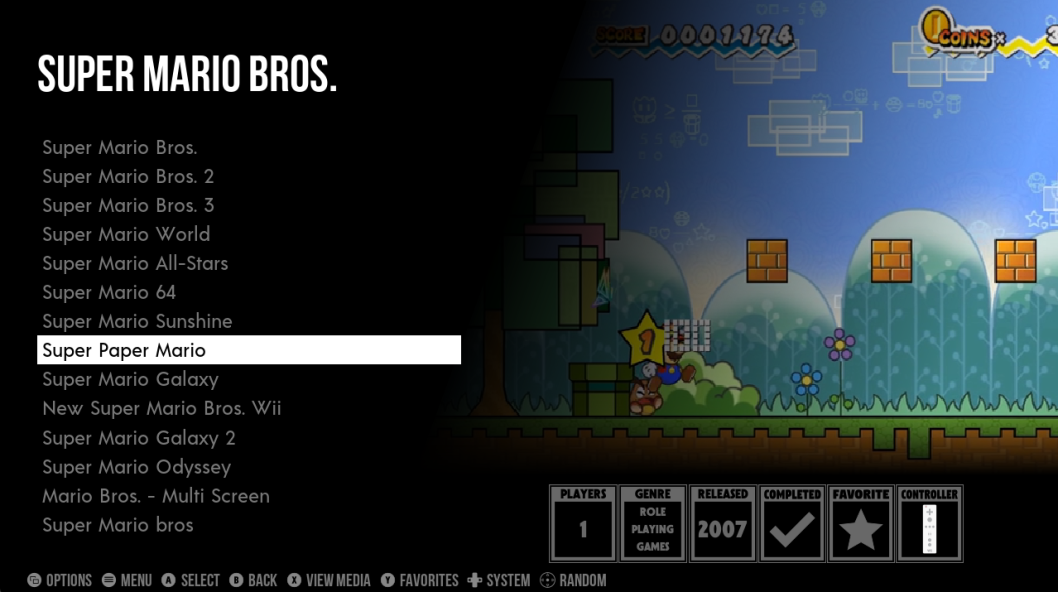 SUPER MARIO BROS.
Super Mario Bros.
Super Mario Bros. 2
Super Mario Bros. 3
Super Mario World
Super Mario All-Stars
Super Mario 64
Super Mario Sunshine
Super Paper Mario
Super Mario Galaxy
New Super Mario Bros. Wii
Super Mario Galaxy 2
Super Mario Odyssey
Mario Bros. - Multi Screen
Super Mario bros
SCORE 0001174
COINS×
1
PLAYERS
1
GENRE
ROLE
PLAYING
GAMES
RELEASED
2007
COMPLETED
FAVORITE
CONTROLLER
OPTIONS MENU A SELECT B BACK X VIEW MEDIA Y FAVORITES SYSTEM RANDOM